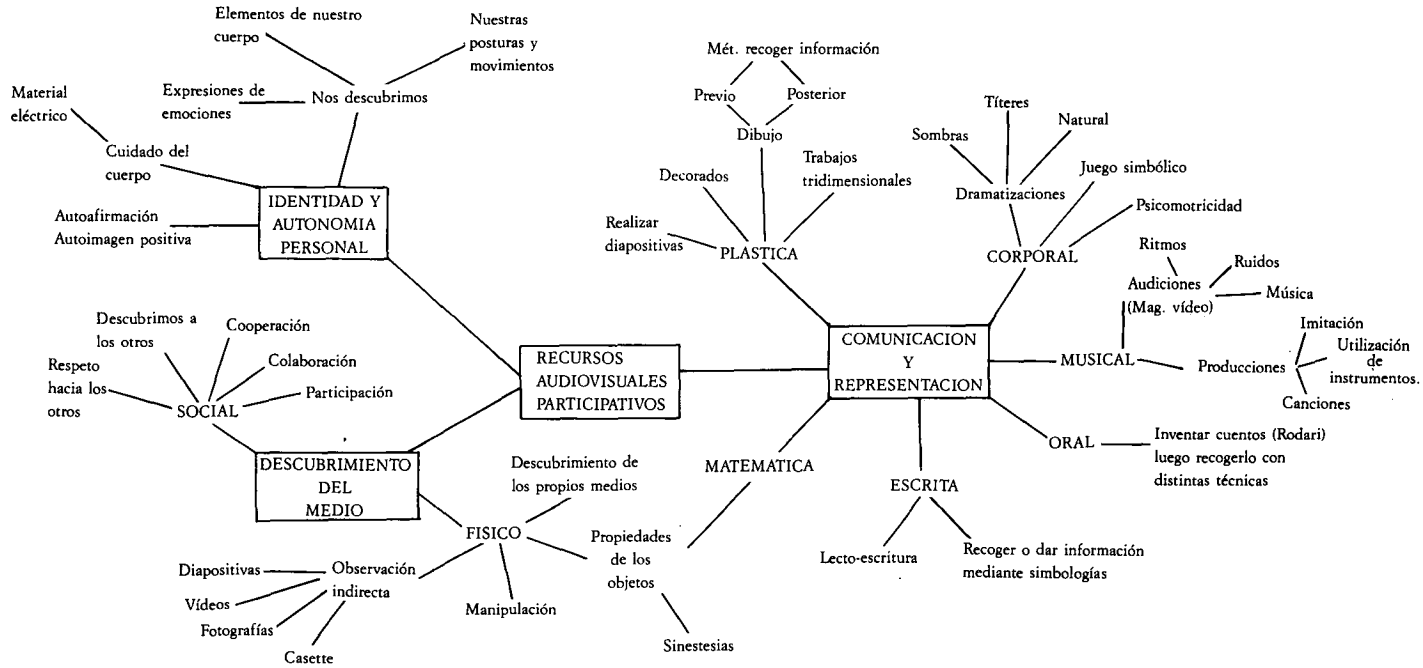 Elementos de nuestro
cuerpo
Nuestras
posturas y
movimientos
Expresiones de
emociones
Nos descubrimos
Material
eléctrico
Cuidado del
cuerpo
IDENTIDAD Y
AUTONOMIA
PERSONAL
Autoafirmación
Autoimagen positiva
Mét. recoger información
Previo
Posterior
Dibujo
Decorados
Trabajos
tridimensionales
Realizar
diapositivas
PLASTICA
Títeres
Sombras
Natural
Dramatizaciones
Juego simbólico
Psicomotricidad
CORPORAL
Ritmos
Ruidos
Audiciones
(Mag. vídeo)
Música
MUSICAL
Imitación
Producciones
Utilización
de
instrumentos.
Canciones
COMUNICACION
Y
REPRESENTACION
RECURSOS
AUDIOVISUALES
PARTICIPATIVOS
Descubrimos a
los otros
Cooperación
Colaboración
Respeto
hacia los
otros
Participación
SOCIAL
DESCUBRIMIENTO
DEL
MEDIO
ORAL
Inventar cuentos (Rodari)
luego recogerlo con
distintas técnicas
MATEMATICA
ESCRITA
Lecto-escritura
Recoger o dar información
mediante simbologías
Descubrimiento de
los propios medios
FISICO
Propiedades
de los
objetos
Sinestesias
Manipulación
Observación
indirecta
Diapositivas
Vídeos
Fotografías
Casette